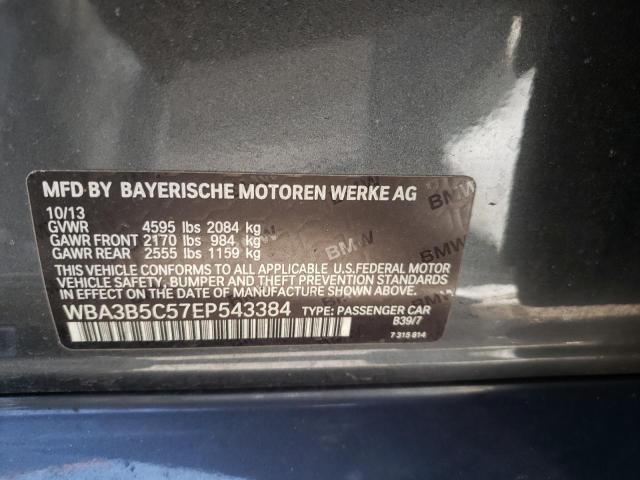 MFD BY BAYERISCHE MOTOREN WERKE AG
10/13
GVWR 4595 lbs 2084 kg
GAWR FRONT 2170 lbs 984 kg
GAWR REAR 2555 lbs 1159 kg
THIS VEHICLE CONFORMS TO ALL APPLICABLE U.S.FEDERAL MOTOR
VEHICLE SAFETY, BUMPER AND THEFT PREVENTION STANDARDS
IN EFFECT ON THE DATE OF MANUFACTURE SHOWN ABOVE.
WBA3B5C57EP543384 TYPE: PASSENGER CAR
B39/7
7 315 814